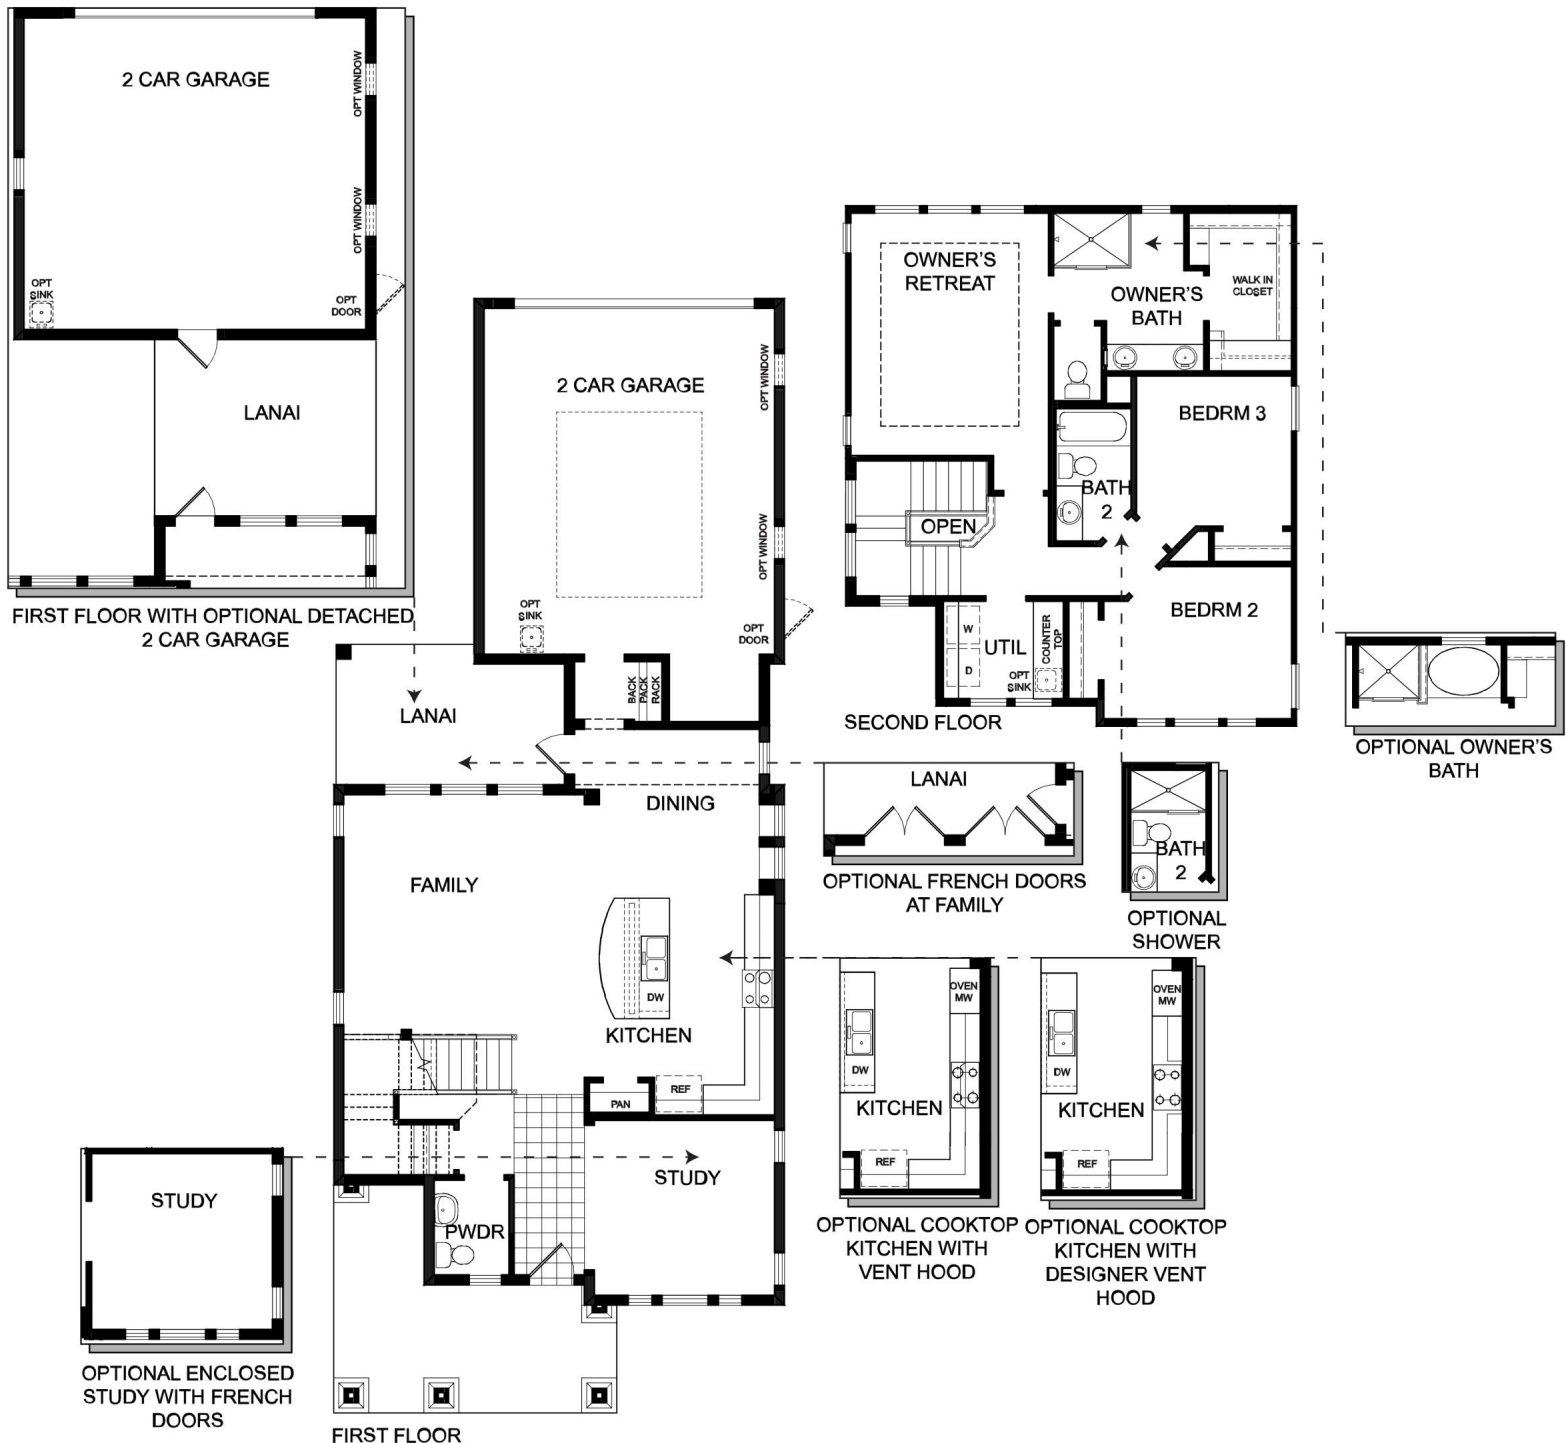 2 CAR GARAGE
OPT WINDOW
OPT WINDOW
OPT
SINK
OPT
DOOR
LANAI
FIRST FLOOR WITH OPTIONAL DETACHED
2 CAR GARAGE
2 CAR GARAGE
OPT WINDOW
OPT WINDOW
OPT
SINK
OPT
DOOR
BACK
PACK
RACK
LANAI
DINING
FAMILY
DW
KITCHEN
REF
PAN
STUDY
PWDR
FIRST FLOOR
STUDY
OPTIONAL ENCLOSED
STUDY WITH FRENCH
DOORS
OWNER'S
RETREAT
OWNER'S
BATH
WALK IN
CLOSET
BEDRM 3
BATH
2
OPEN
BEDRM 2
W
D
UTIL
OPT
SINK
COUNTER
TOP
SECOND FLOOR
OPTIONAL OWNER'S
BATH
LANAI
OPTIONAL FRENCH DOORS
AT FAMILY
BATH
2
OPTIONAL
SHOWER
OVEN
MW
DW
KITCHEN
REF
OPTIONAL COOKTOP
KITCHEN WITH
VENT HOOD
OVEN
MW
DW
KITCHEN
REF
OPTIONAL COOKTOP
KITCHEN WITH
DESIGNER VENT
HOOD